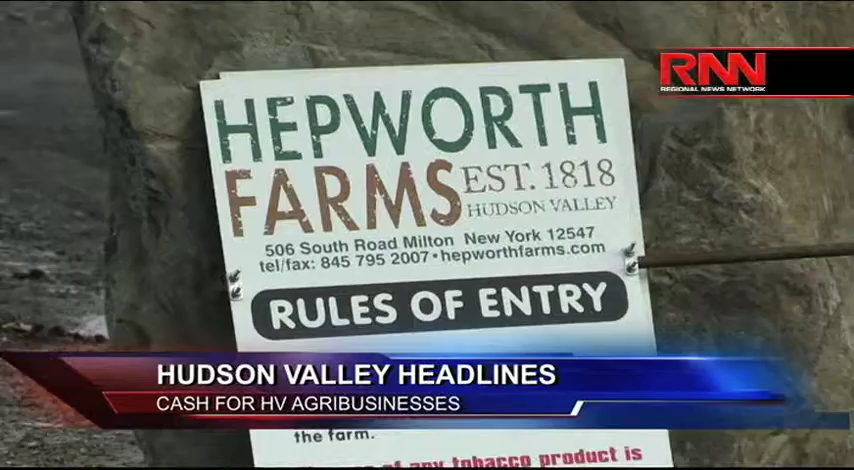 RNN
REGIONAL NEWS NETWORK
HEPWORTH
FARMS EST. 1818
HUDSON VALLEY
506 SOUTH ROAD MILTON NEW YORK 12547
tel/fax: 845 795 2007 • hepworthfarms.com
RULES OF ENTRY
HUDSON VALLEY HEADLINES
CASH FOR HV AGRIBUSINESSES
the farm.
of any tobacco product is